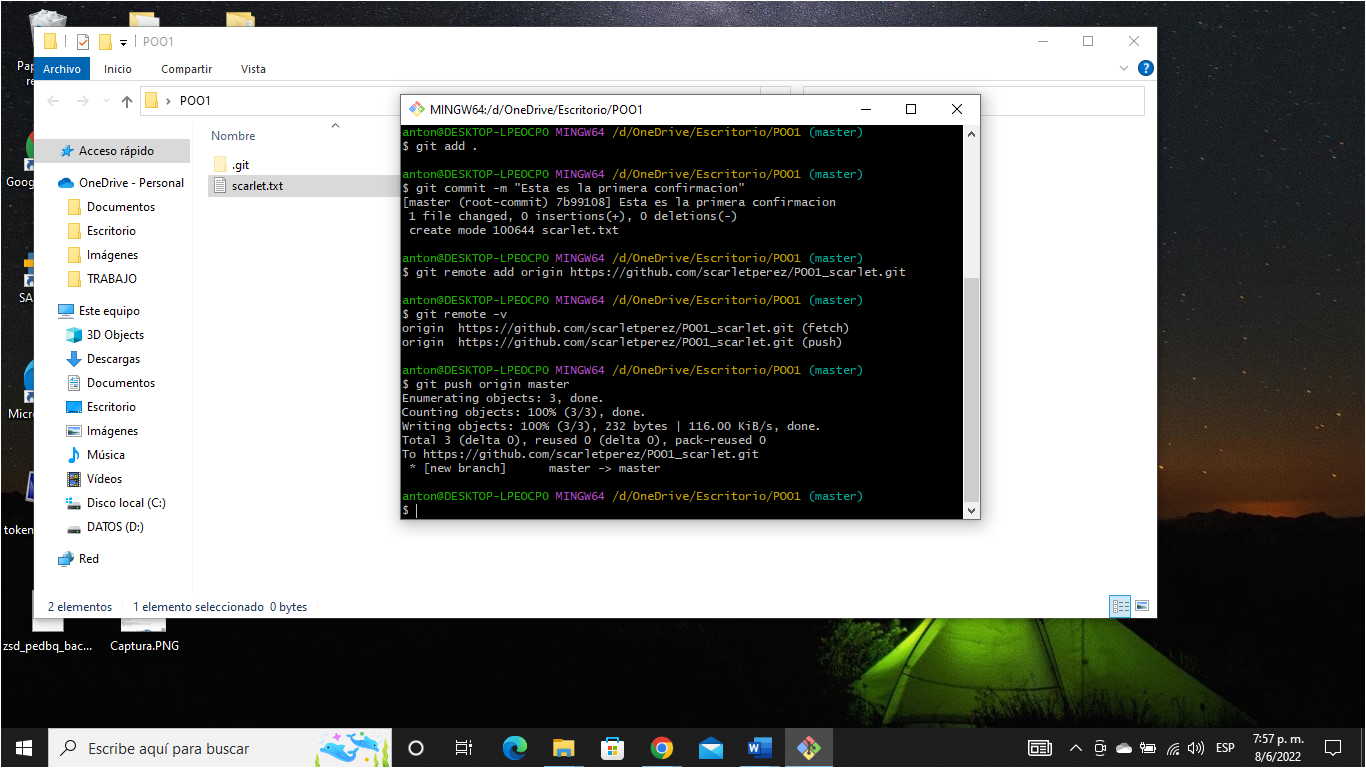 POO1
Archivo
Inicio
Compartir
Vista
POO1
Nombre
.git
scarlet.txt
Acceso rápido
OneDrive - Personal
Documentos
Escritorio
Imágenes
TRABAJO
Este equipo
3D Objects
Descargas
Documentos
Escritorio
Imágenes
Música
Vídeos
Disco local (C:)
DATOS (D:)
Red
2 elementos
1 elemento seleccionado 0 bytes
MINGW64:/d/OneDrive/Escritorio/POO1
anton@DESKTOP-LPEOCPO MINGW64 /d/OneDrive/Escritorio/POO1 (master)
$ git add .
anton@DESKTOP-LPEOCPO MINGW64 /d/OneDrive/Escritorio/POO1 (master)
$ git commit -m "Esta es la primera confirmacion"
[master (root-commit) 7b99108] Esta es la primera confirmacion
1 file changed, 0 insertions(+), 0 deletions(-)
create mode 100644 scarlet.txt
anton@DESKTOP-LPEOCPO MINGW64 /d/OneDrive/Escritorio/POO1 (master)
$ git remote add origin https://github.com/scarletperez/POO1_scarlet.git
anton@DESKTOP-LPEOCPO MINGW64 /d/OneDrive/Escritorio/POO1 (master)
$ git remote -v
origin  https://github.com/scarletperez/POO1_scarlet.git (fetch)
origin  https://github.com/scarletperez/POO1_scarlet.git (push)
anton@DESKTOP-LPEOCPO MINGW64 /d/OneDrive/Escritorio/POO1 (master)
$ git push origin master
Enumerating objects: 3, done.
Counting objects: 100% (3/3), done.
Writing objects: 100% (3/3), 232 bytes | 116.00 KiB/s, done.
Total 3 (delta 0), reused 0 (delta 0), pack-reused 0
To https://github.com/scarletperez/POO1_scarlet.git
* [new branch]      master -> master
anton@DESKTOP-LPEOCPO MINGW64 /d/OneDrive/Escritorio/POO1 (master)
$
Pap
re
Goog
SA
Micro
token
zsd_pedbq_bac...
Captura.PNG
Escribe aquí para buscar
ESP
7:57 p. m.
8/6/2022